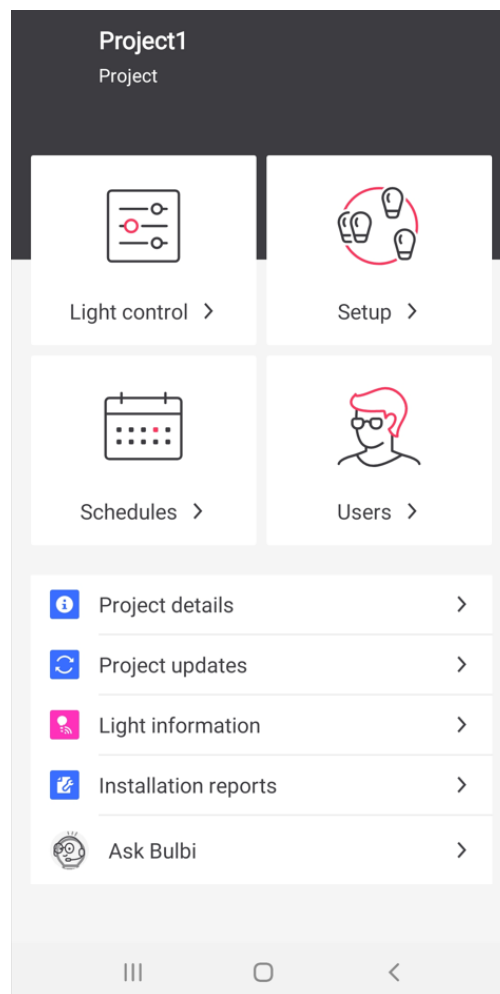 Project1
Project
Light control
Setup
Schedules
Users
Project details
Project updates
Light information
Installation reports
Ask Bulbi